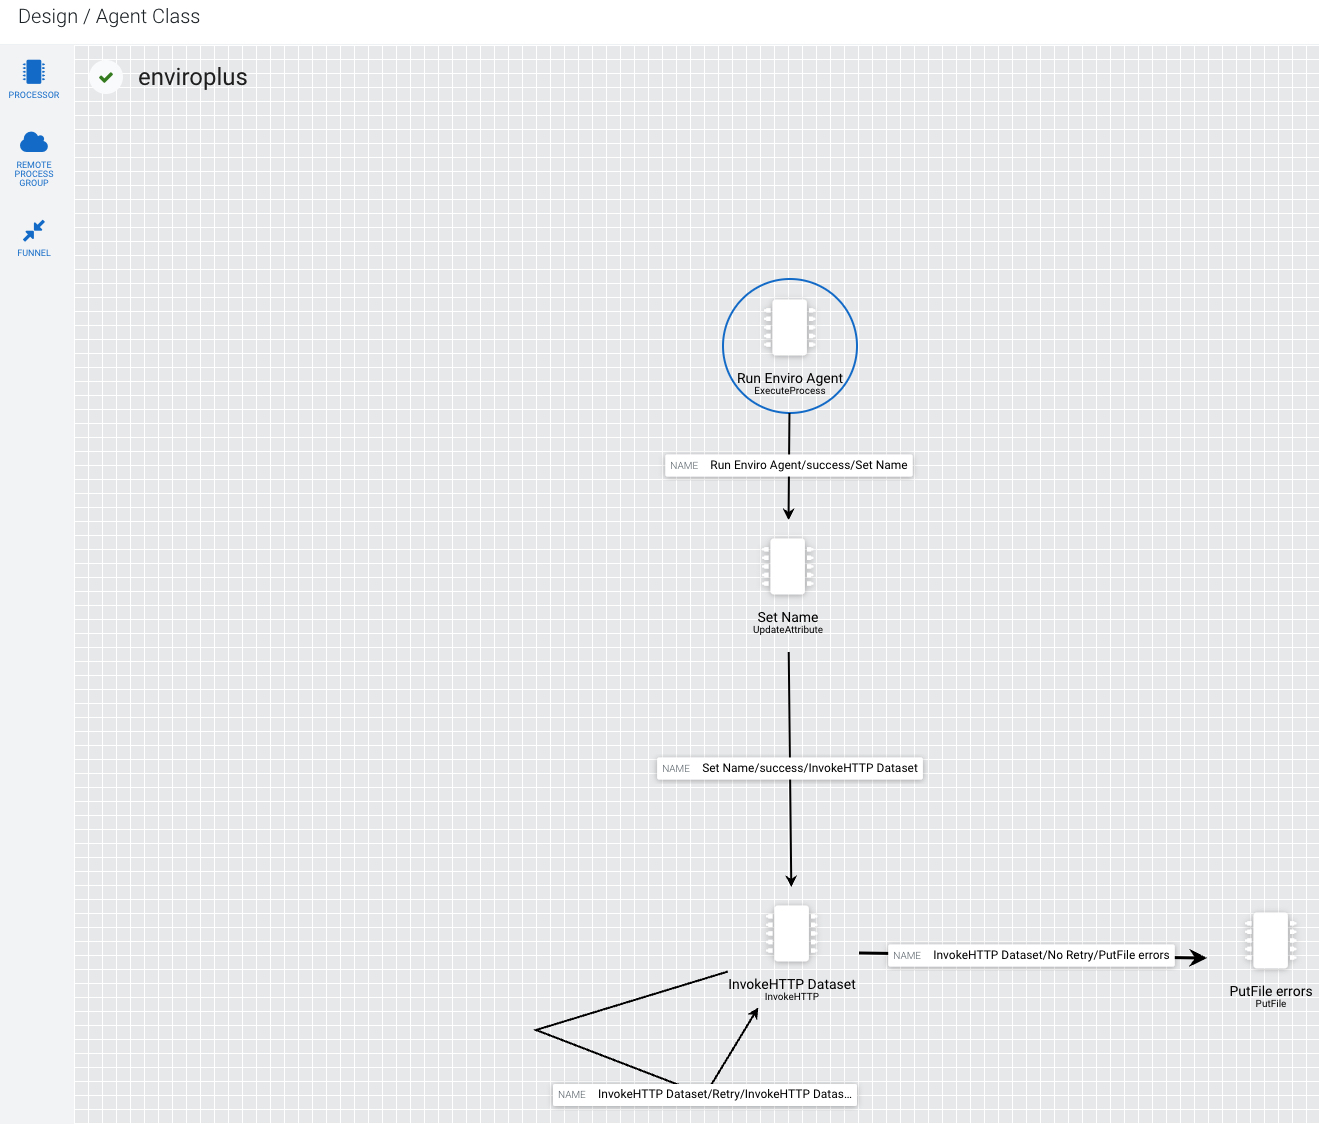 Design / Agent Class
PROCESSOR
REMOTE
PROCESS
GROUP
FUNNEL
enviroplus
Run Enviro Agent
ExecuteProcess
NAME Run Enviro Agent/success/Set Name
Set Name
UpdateAttribute
NAME Set Name/success/InvokeHTTP Dataset
InvokeHTTP Dataset
InvokeHTTP
NAME InvokeHTTP Dataset/No Retry/PutFile errors
PutFile errors
PutFile
NAME InvokeHTTP Dataset/Retry/InvokeHTTP Datas...